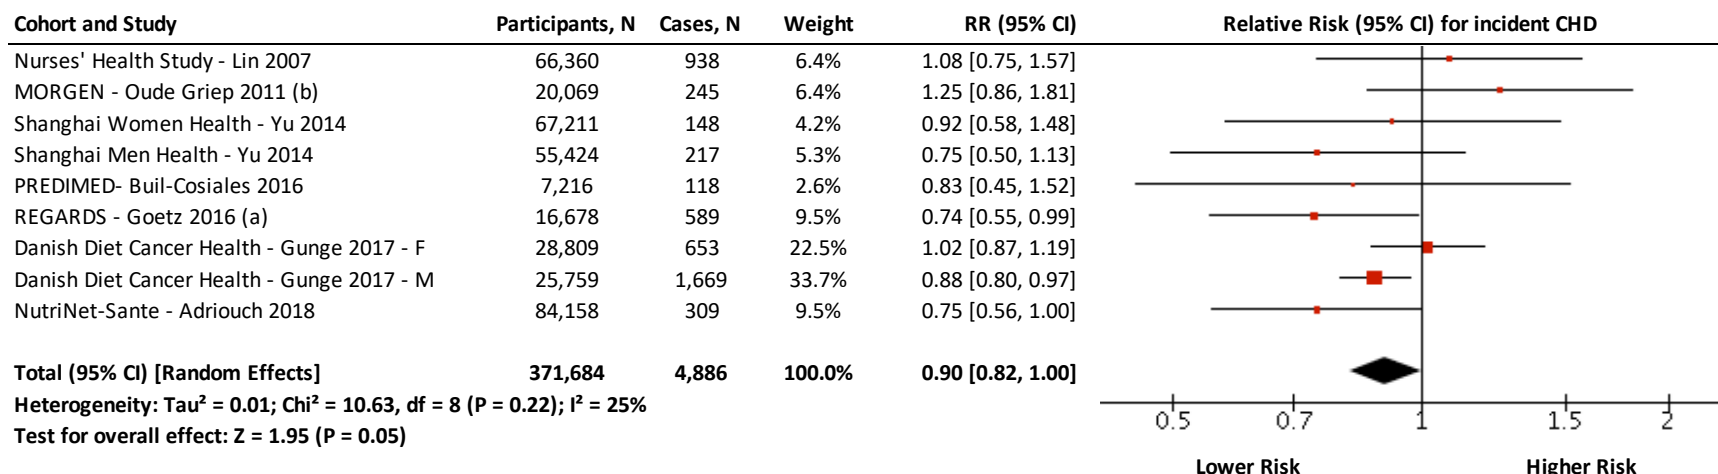 Cohort and Study Participants, N Cases, N Weight RR (95% CI) Relative Risk (95% CI) for incident CHD
Nurses' Health Study - Lin 2007 66,360 938 6.4% 1.08 [0.75, 1.57]
MORGEN - Oude Griep 2011 (b) 20,069 245 6.4% 1.25 [0.86, 1.81]
Shanghai Women Health - Yu 2014 67,211 148 4.2% 0.92 [0.58, 1.48]
Shanghai Men Health - Yu 2014 55,424 217 5.3% 0.75 [0.50, 1.13]
PREDIMED- Buil-Cosiales 2016 7,216 118 2.6% 0.83 [0.45, 1.52]
REGARDS - Goetz 2016 (a) 16,678 589 9.5% 0.74 [0.55, 0.99]
Danish Diet Cancer Health - Gunge 2017 - F 28,809 653 22.5% 1.02 [0.87, 1.19]
Danish Diet Cancer Health - Gunge 2017 - M 25,759 1,669 33.7% 0.88 [0.80, 0.97]
NutriNet-Sante - Adriouch 2018 84,158 309 9.5% 0.75 [0.56, 1.00]
Total (95% CI) [Random Effects] 371,684 4,886 100.0% 0.90 [0.82, 1.00]
Heterogeneity: Tau² = 0.01; Chi² = 10.63, df = 8 (P = 0.22); I² = 25%
Test for overall effect: Z = 1.95 (P = 0.05)
0.5 0.7 1 1.5 2
Lower Risk Higher Risk